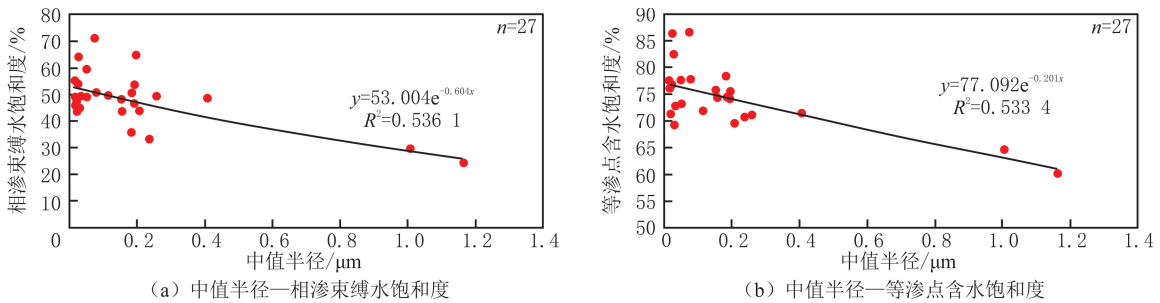 80
70
60
50
40
30
20
10
0
0.2
0.4
0.6
0.8
1.0
1.2
1.4
相渗束缚水饱和度/%
n=27
y=53.004e^{-0.604x}
R²=0.536 1
中值半径/μm
(a) 中值半径—相渗束缚水饱和度
90
85
80
75
70
65
60
55
50
0
0.2
0.4
0.6
0.8
1.0
1.2
1.4
等渗点含水饱和度/%
n=27
y=77.092e^{-0.201x}
R²=0.533 4
中值半径/μm
(b) 中值半径—等渗点含水饱和度